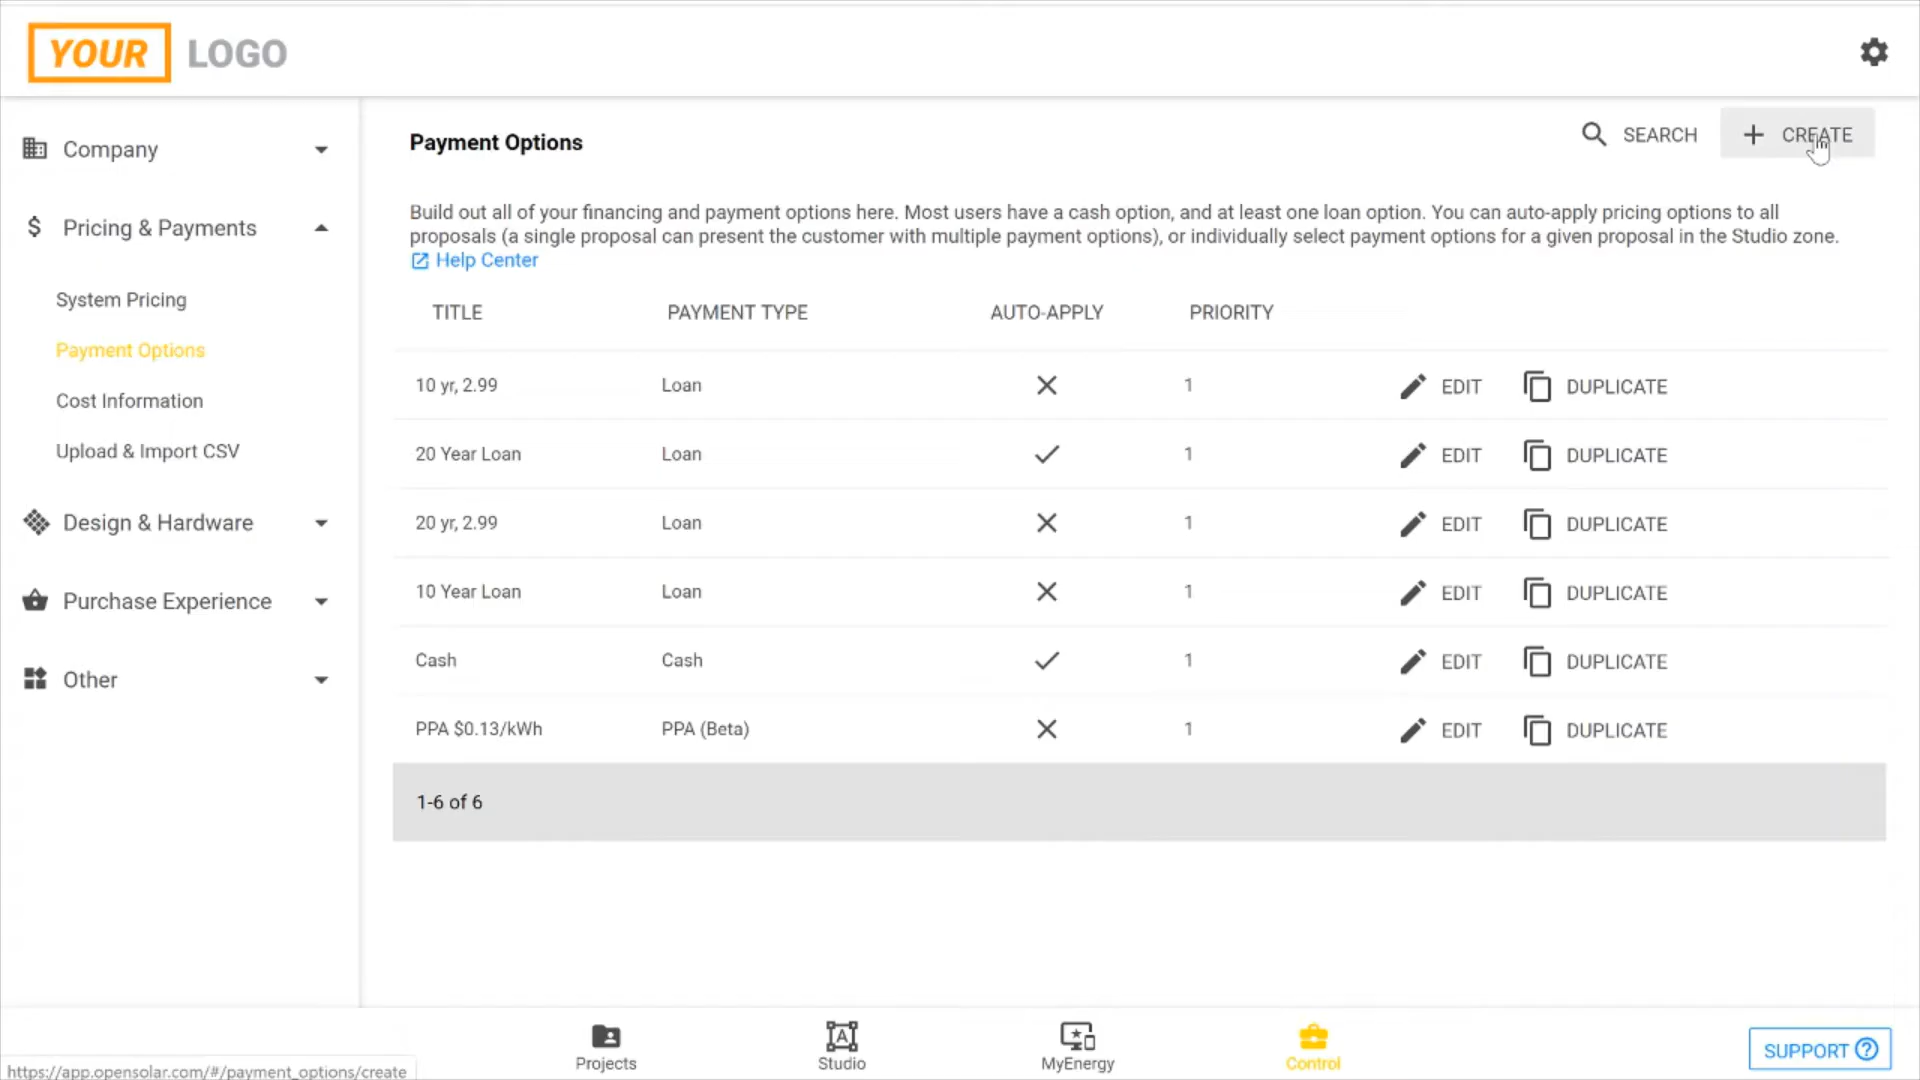 YOUR LOGO
Company
Pricing & Payments
System Pricing
Payment Options
Cost Information
Upload & Import CSV
Design & Hardware
Purchase Experience
Other
Payment Options
SEARCH
CREATE
Build out all of your financing and payment options here. Most users have a cash option, and at least one loan option. You can auto-apply pricing options to all
proposals (a single proposal can present the customer with multiple payment options), or individually select payment options for a given proposal in the Studio zone.
Help Center
TITLE PAYMENT TYPE AUTO-APPLY PRIORITY
10 yr, 2.99 Loan 1 EDIT DUPLICATE
20 Year Loan Loan 1 EDIT DUPLICATE
20 yr, 2.99 Loan 1 EDIT DUPLICATE
10 Year Loan Loan 1 EDIT DUPLICATE
Cash Cash 1 EDIT DUPLICATE
PPA $0.13/kWh PPA (Beta) 1 EDIT DUPLICATE
1-6 of 6
Projects Studio MyEnergy Control
SUPPORT
https://app.opensolar.com/#/payment_options/create